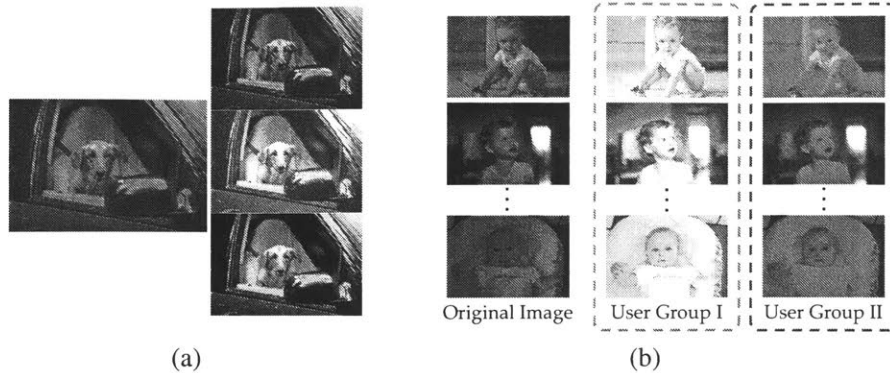 Original Image
User Group I
User Group II
(a)
(b)